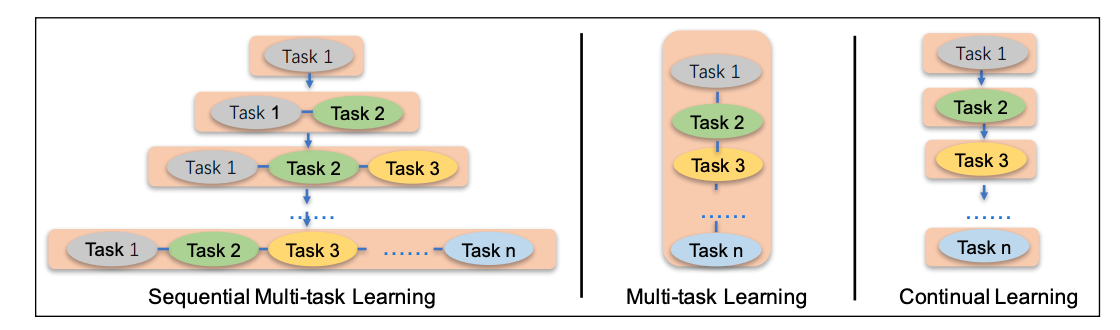 Task 1
Task 1 Task 2
Task 1 Task 2 Task 3
......
Task 1 Task 2 Task 3 ...... Task n
Sequential Multi-task Learning
Task 1
Task 2
Task 3
......
Task n
Multi-task Learning
Task 1
Task 2
Task 3
......
Task n
Continual Learning